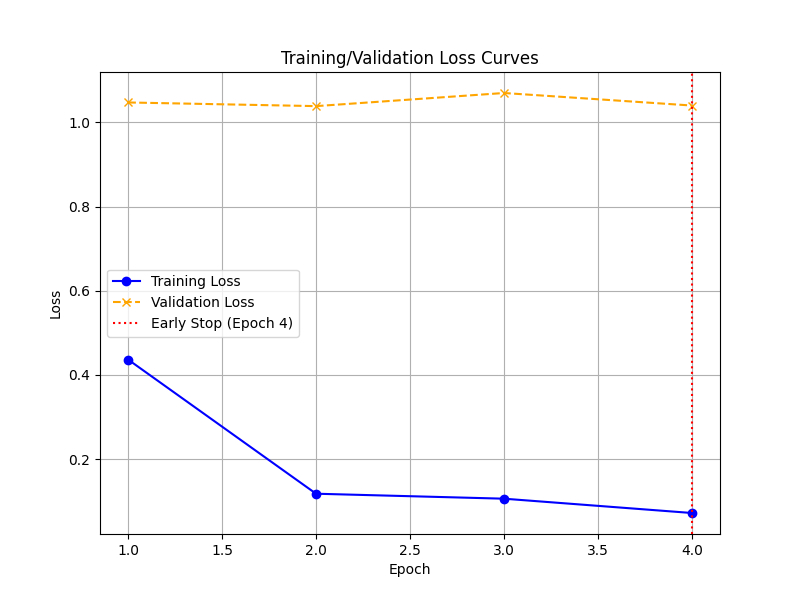 Training/Validation Loss Curves
1.0
0.8
0.6
0.4
0.2
Loss
Training Loss
Validation Loss
Early Stop (Epoch 4)
1.0 1.5 2.0 2.5 3.0 3.5 4.0
Epoch